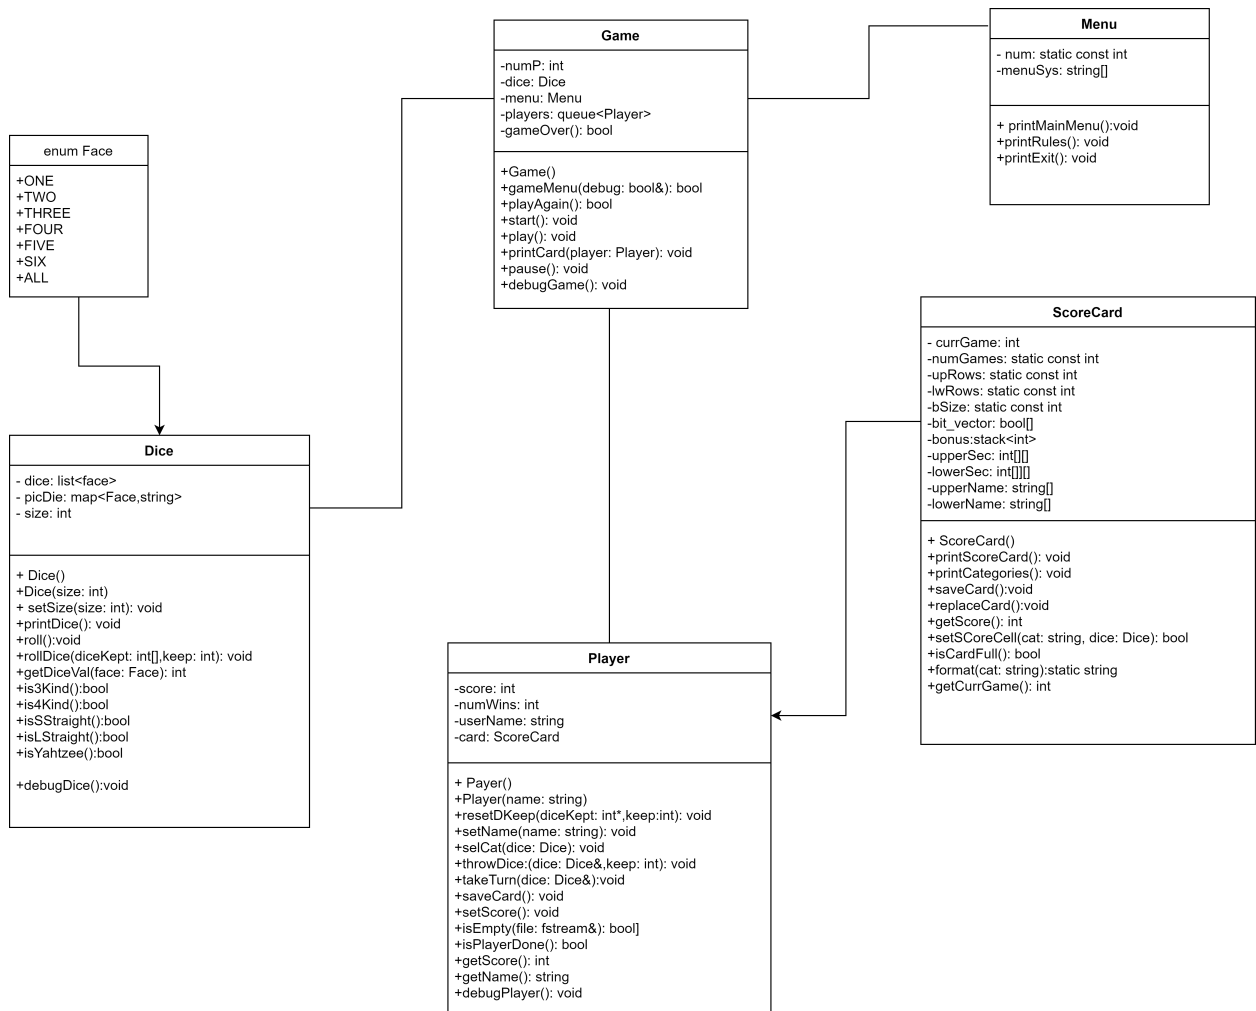 Game
-numP: int
-dice: Dice
-menu: Menu
-players: queue<Player>
-gameOver(): bool
+Game()
+gameMenu(debug: bool&): bool
+playAgain(): bool
+start(): void
+play(): void
+printCard(player: Player): void
+pause(): void
+debugGame(): void
Menu
- num: static const int
-menuSys: string[]
+ printMainMenu():void
+printRules(): void
+printExit(): void
enum Face
+ONE
+TWO
+THREE
+FOUR
+FIVE
+SIX
+ALL
ScoreCard
- currGame: int
-numGames: static const int
-upRows: static const int
-lwRows: static const int
-bSize: static const int
-bit_vector: bool[]
-bonus:stack<int>
-upperSec: int[][]
-lowerSec: int[]][]
-upperName: string[]
-lowerName: string[]
+ ScoreCard()
+printScoreCard(): void
+printCategories(): void
+saveCard():void
+replaceCard():void
+getScore(): int
+setSCoreCell(cat: string, dice: Dice): bool
+isCardFull(): bool
+format(cat: string):static string
+getCurrGame(): int
Dice
- dice: list<face>
- picDie: map<Face,string>
- size: int
+ Dice()
+Dice(size: int)
+ setSize(size: int): void
+printDice(): void
+roll():void
+rollDice(diceKept: int[],keep: int): void
+getDiceVal(face: Face): int
+is3Kind():bool
+is4Kind():bool
+isSStraight():bool
+isLStraight():bool
+isYahtzee():bool
+debugDice():void
Player
-score: int
-numWins: int
-userName: string
-card: ScoreCard
+ Payer()
+Player(name: string)
+resetDKeep(diceKept: int*,keep:int): void
+setName(name: string): void
+selCat(dice: Dice): void
+throwDice:(dice: Dice&,keep: int): void
+takeTurn(dice: Dice&):void
+saveCard(): void
+setScore(): void
+isEmpty(file: fstream&): bool]
+isPlayerDone(): bool
+getScore(): int
+getName(): string
+debugPlayer(): void